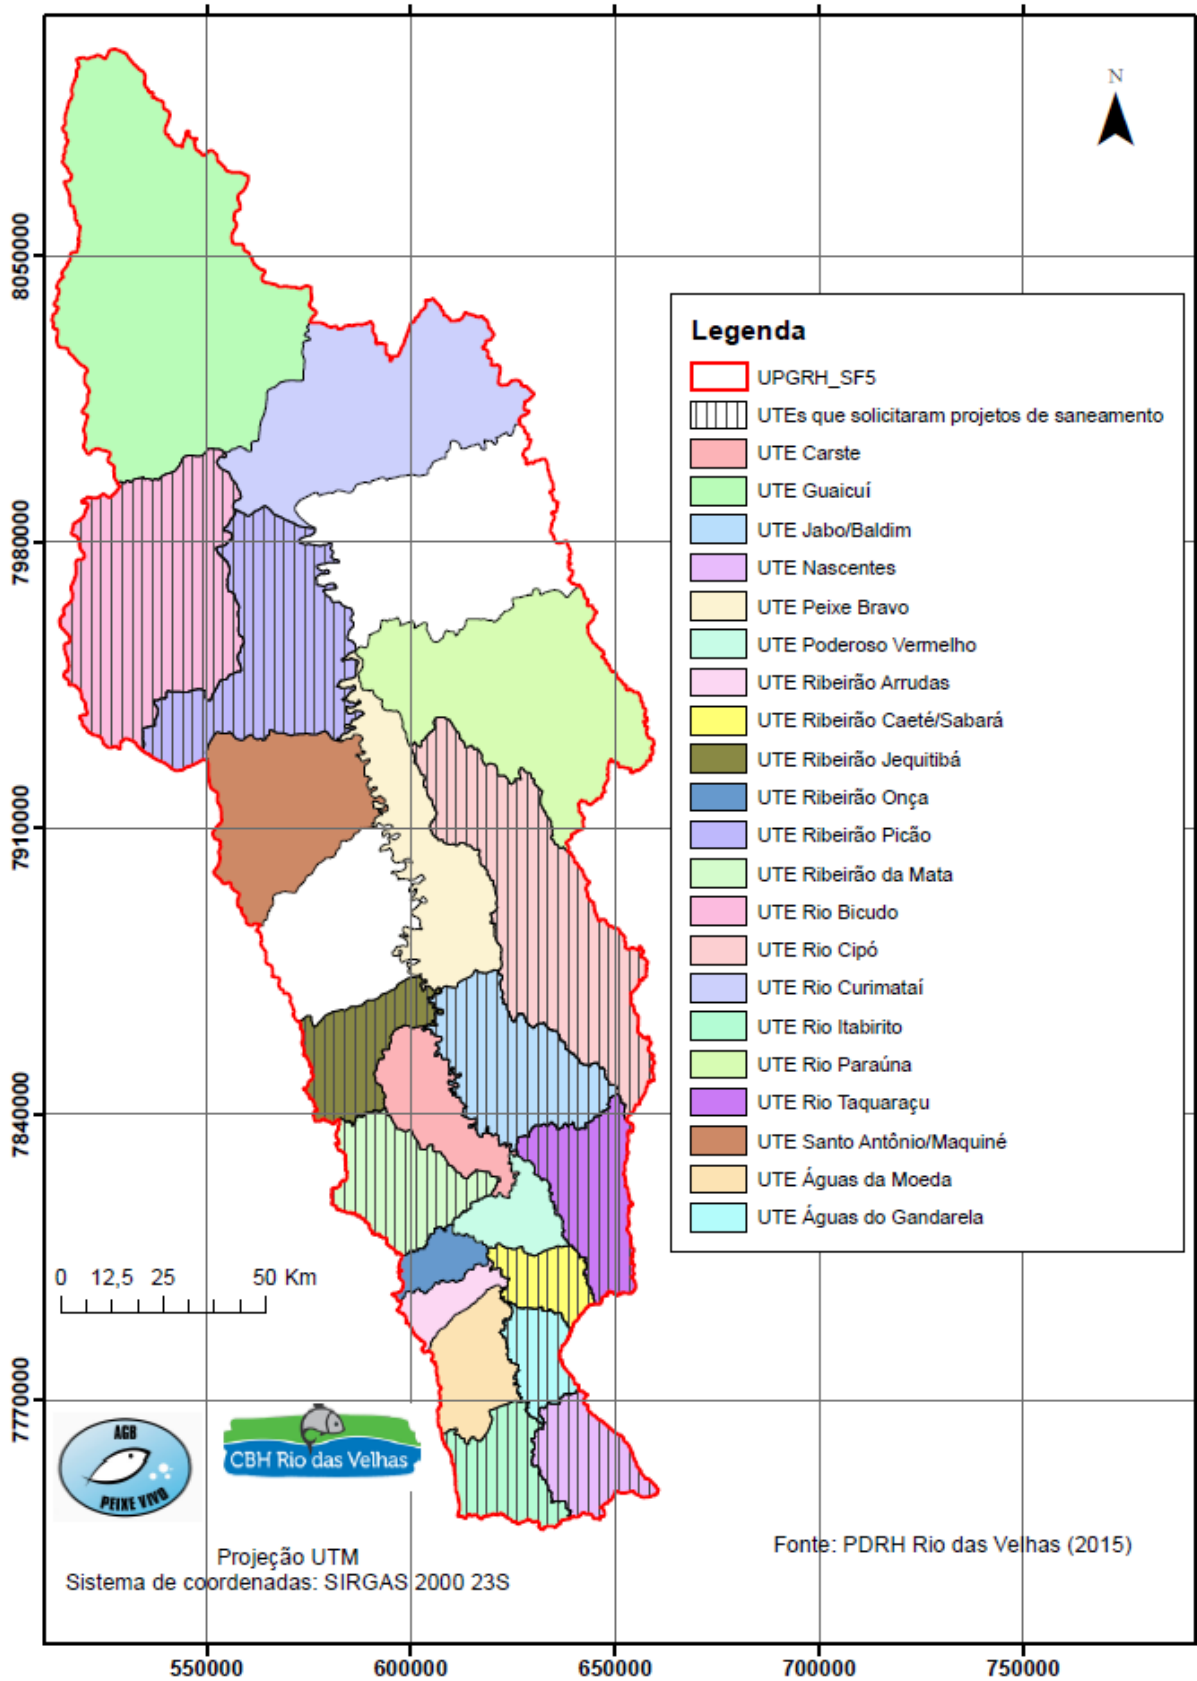 N
8050000
7980000
7910000
7840000
7770000
Legenda
UPGRH_SF5
UTEs que solicitaram projetos de saneamento
UTE Carste
UTE Guaicuí
UTE Jabo/Baldim
UTE Nascentes
UTE Peixe Bravo
UTE Poderoso Vermelho
UTE Ribeirão Arrudas
UTE Ribeirão Caeté/Sabará
UTE Ribeirão Jequitibá
UTE Ribeirão Onça
UTE Ribeirão Picão
UTE Ribeirão da Mata
UTE Rio Bicudo
UTE Rio Cipó
UTE Rio Curimataí
UTE Rio Itabirito
UTE Rio Paraúna
UTE Rio Taquaraçu
UTE Santo Antônio/Maquiné
UTE Águas da Moeda
UTE Águas do Gandarela
0 12,5 25 50 Km
AGB
PEIXE VIVO
CBH Rio das Velhas
Projeção UTM
Sistema de coordenadas: SIRGAS 2000 23S
Fonte: PDRH Rio das Velhas (2015)
550000 600000 650000 700000 750000